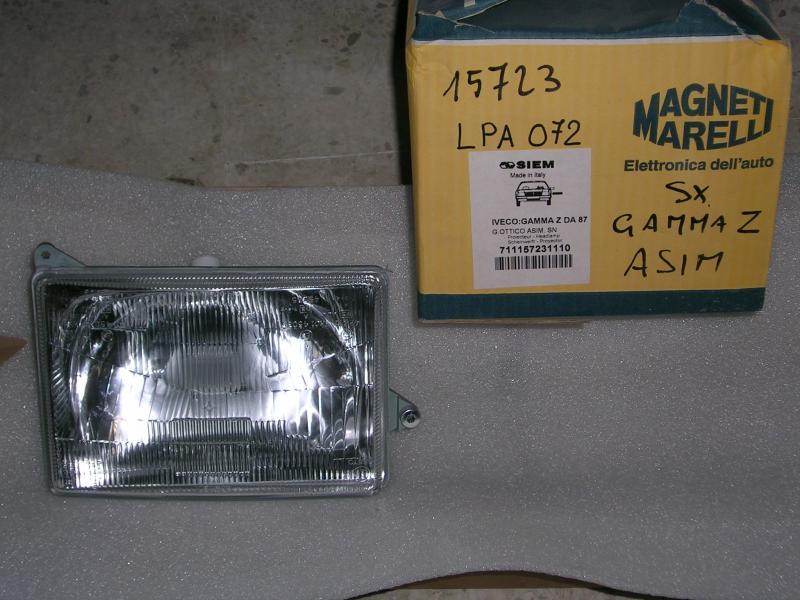 15723
LPA 072
MAGNETI
MARELLI
Elettronica dell'auto
SIEM
Made in Italy
IVECO:GAMMA Z DA 87
G.OTTICO ASIM. SN
Projecteur - Headlamp
Scheinwerfer - Proyector
711157231110
SX
GAMMA Z
ASIM